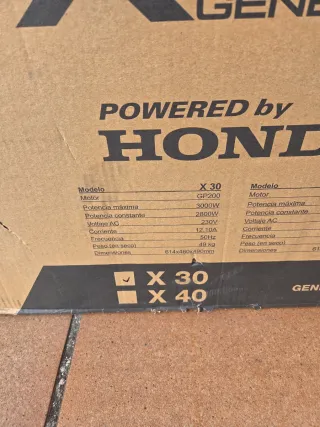 GENE
POWERED by
HOND
Modelo X 30
Motor GP200
Potencia máxima 3000W
Potencia constante 2800W
Voltaje AC 230V
Corriente 12,10A
Frecuencia 50Hz
Peso (en seco) 49 kg
Dimensiones
Modelo
Motor
Potencia máxima
Potencia constante
Voltaje AC
Corriente
Frecuencia
Peso (en seco)
Dimensiones
X 30
X 40
GEN